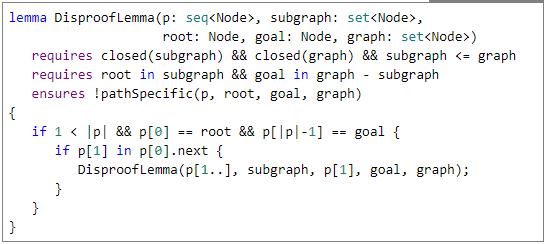 lemma DisproofLemma(p: seq<Node>, subgraph: set<Node>,
root: Node, goal: Node, graph: set<Node>)
requires closed(subgraph) && closed(graph) && subgraph <= graph
requires root in subgraph && goal in graph - subgraph
ensures !pathSpecific(p, root, goal, graph)
{
if 1 < |p| && p[0] == root && p[|p|-1] == goal {
if p[1] in p[0].next {
DisproofLemma(p[1..], subgraph, p[1], goal, graph);
}
}
}